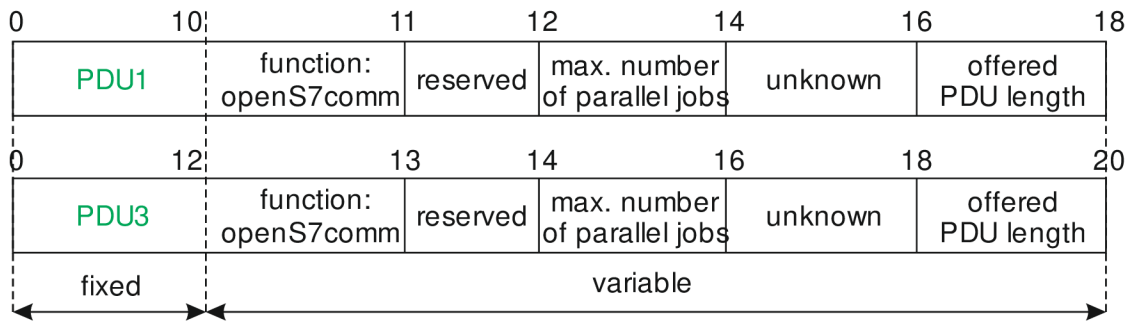 0 10 11 12 14 16 18
PDU1
function:
openS7comm
reserved
max. number
of parallel jobs
unknown
offered
PDU length
0 12 13 14 16 18 20
PDU3
function:
openS7comm
reserved
max. number
of parallel jobs
unknown
offered
PDU length
fixed
variable